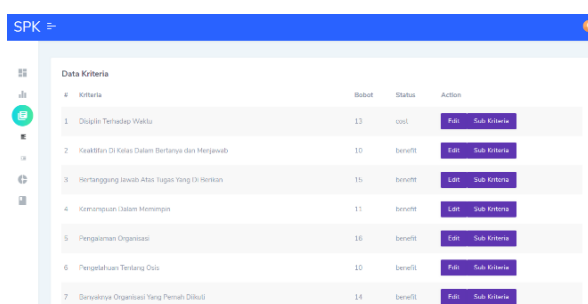 SPK
Data Kriteria
# Kriteria Bobot Status Action
1 Disiplin Terhadap Waktu 13 cost Edit Sub Kriteria
2 Keaktifan Di Kelas Dalam Bertanya dan Menjawab 10 benefit Edit Sub Kriteria
3 Bertanggung Jawab Atas Tugas Yang Di Berikan 15 benefit Edit Sub Kriteria
4 Kemampuan Dalam Memimpin 11 benefit Edit Sub Kriteria
5 Pengalaman Organisasi 16 benefit Edit Sub Kriteria
6 Pengetahuan Tentang Osis 10 benefit Edit Sub Kriteria
7 Banyaknya Organisasi Yang Pernah Diikuti 14 benefit Edit Sub Kriteria